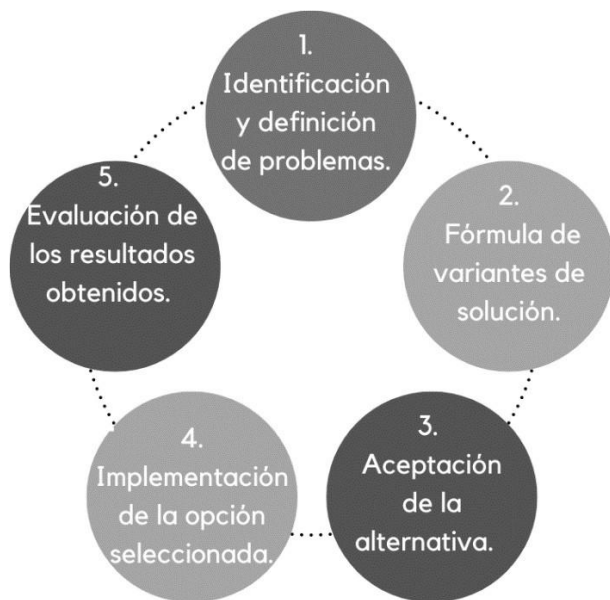 1.
Identificación
y definición
de problemas.
2.
Fórmula de
variantes de
solución.
3.
Aceptación
de la
alternativa.
4.
Implementación
de la opción
seleccionada.
5.
Evaluación de
los resultados
obtenidos.